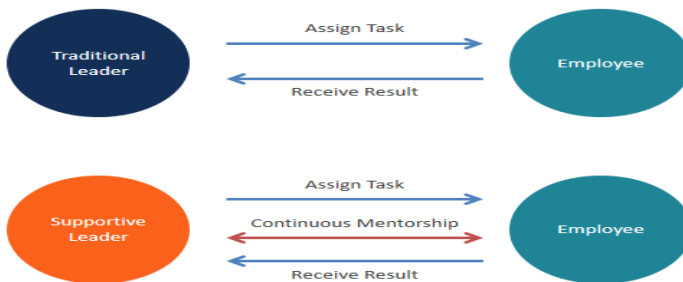 Assign Task
Traditional
Leader
Employee
Receive Result
Assign Task
Supportive
Leader
Continuous Mentorship
Employee
Receive Result